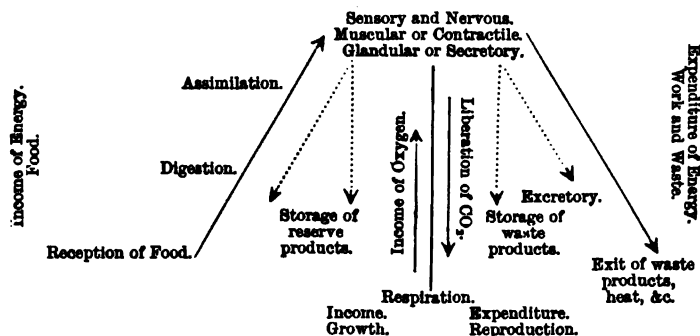 Sensory and Nervous.
Muscular or Contractile.
Glandular or Secretory.
Income of Energy.
Food.
Assimilation.
Digestion.
Reception of Food.
Storage of
reserve
products.
Income of Oxygen.
Liberation of CO₂.
Respiration.
Storage of
waste
products.
Excretory.
Exit of waste
products,
heat, &c.
Expenditure of Energy.
Work and Waste.
Income.
Growth.
Expenditure.
Reproduction.